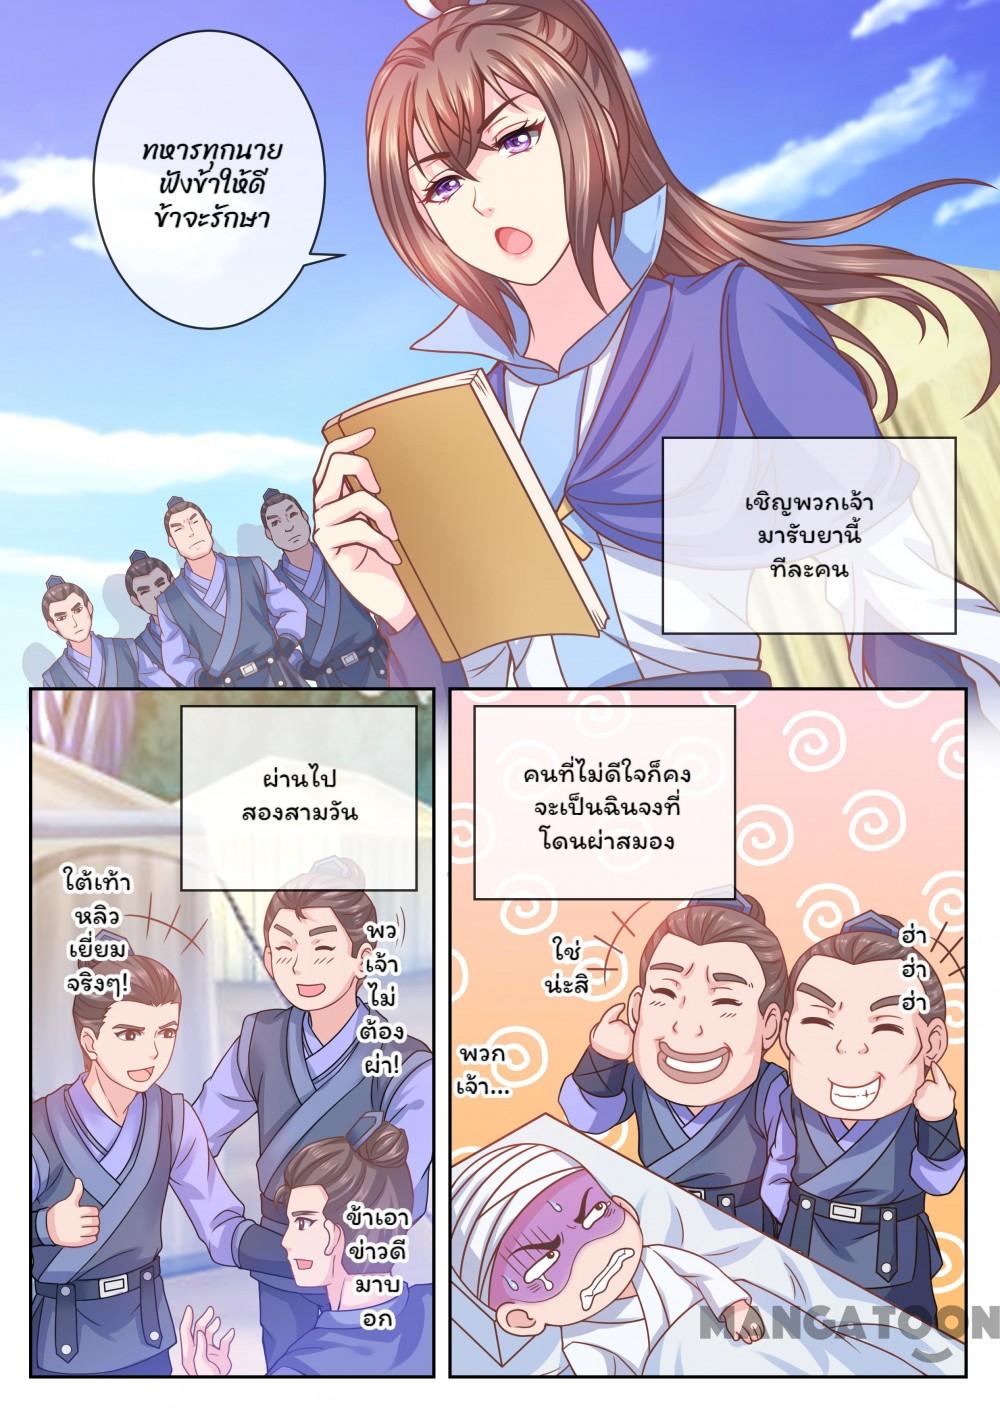 ทหารทุกนาย
ฟังข้าให้ดี
ข้าจะรักษา
เชิญพวกเจ้า
มารับยานี้
ทีละคน
ผ่านไป
สองสามวัน
ใต้เท้า
หลิว
เยี่ยม
จริงๆ!
พว
เจ้า
ไม่
ต้อง
ผ่า!
ข้าเอา
ข่าวดี
มาบ
อก
คนที่ไม่ดีใจก็คง
จะเป็นฉินจงที่
โดนผ่าสมอง
ใช่
น่ะสิ
ฮ่า
ฮ่า
ฮ่า
พวก
เจ้า...
MANGATOON